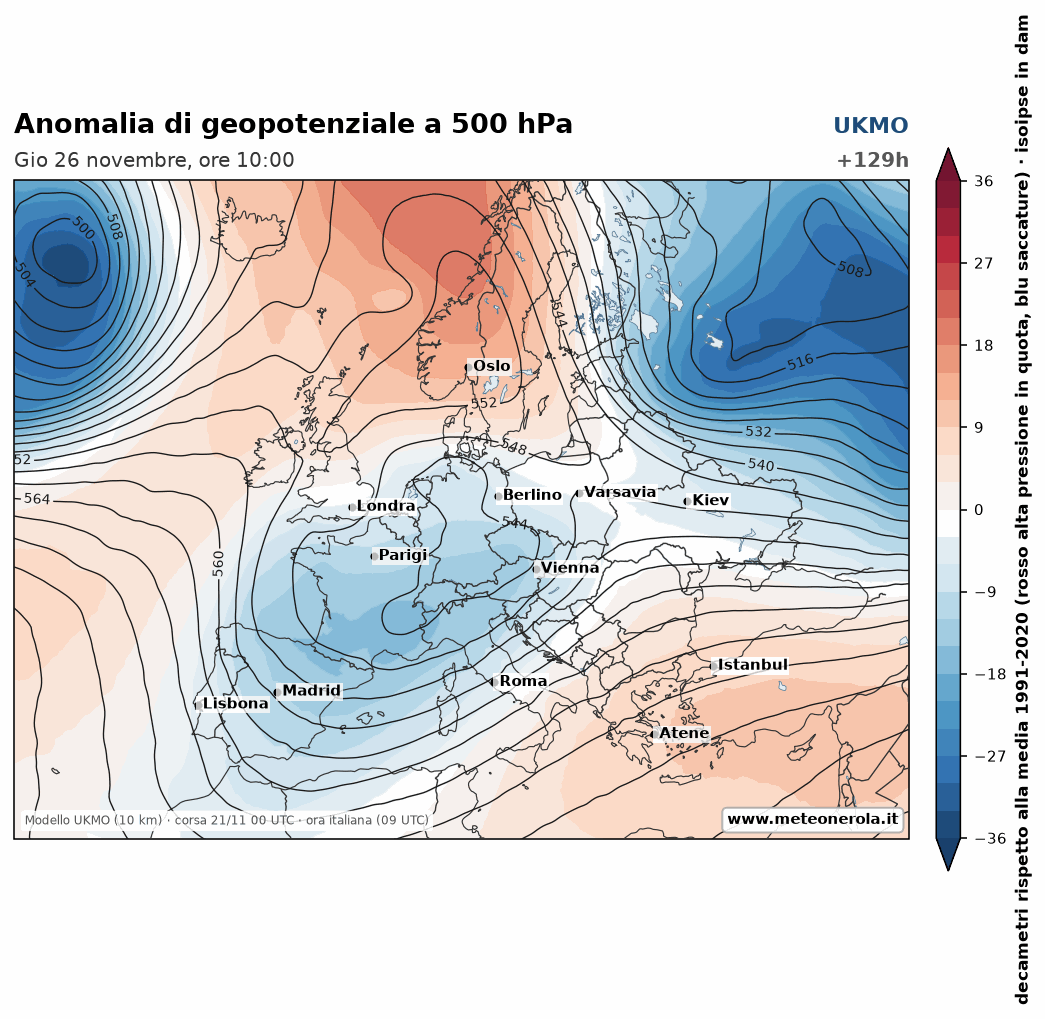 Anomalia di geopotenziale a 500 hPa
UKMO
Gio 26 novembre, ore 10:00
+129h
500
508
504
508
544
516
Oslo
552
532
548
540
52
564
Berlino
Varsavia
Kiev
Londra
544
Parigi
560
Vienna
Istanbul
Roma
Madrid
Lisbona
Atene
Modello UKMO (10 km) · corsa 21/11 00 UTC · ora italiana (09 UTC)
www.meteonerola.it
36
27
18
9
0
−9
−18
−27
−36
decametri rispetto alla media 1991-2020 (rosso alta pressione in quota, blu saccature) · isoipse in dam